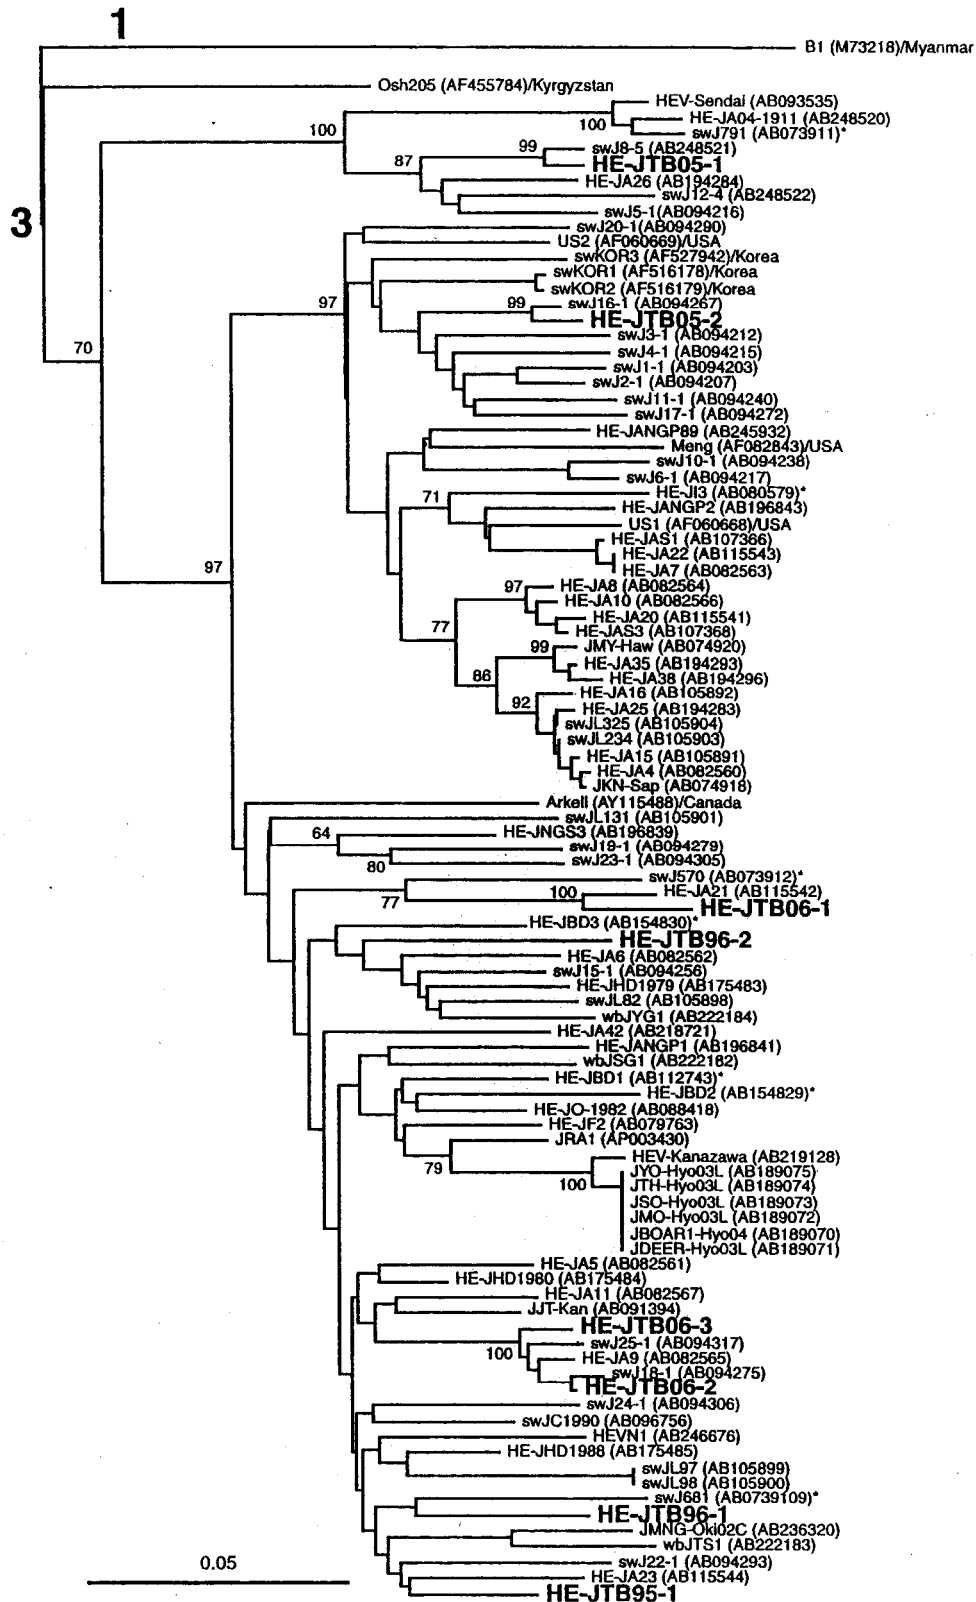 1
B1 (M73218)/Myanmar
Osh205 (AF455784)/Kyrgyzstan
HEV-Sendai (AB093535)
HE-JA04-1911 (AB248520)
100
100
swJ791 (AB073911)*
99
swJ8-5 (AB248521)
87
HE-JTB05-1
HE-JA26 (AB194284)
swJ12-4 (AB248522)
3
swJ5-1(AB094216)
swJ20-1(AB094290)
US2 (AF060669)/USA
swKOR3 (AF527942)/Korea
swKOR1 (AF516178)/Korea
swKOR2 (AF516179)/Korea
97
99
swJ16-1 (AB094267)
HE-JTB05-2
swJ3-1 (AB094212)
70
swJ4-1 (AB094215)
swJ1-1 (AB094203)
swJ2-1 (AB094207)
swJ11-1 (AB094240)
swJ17-1 (AB094272)
HE-JANGP89 (AB245932)
Meng (AF082843)/USA
swJ10-1 (AB094238)
swJ6-1 (AB094217)
71
HE-JI3 (AB080579)*
HE-JANGP2 (AB196843)
US1 (AF060668)/USA
HE-JAS1 (AB107366)
HE-JA22 (AB115543)
97
HE-JA7 (AB082563)
97
HE-JA8 (AB082564)
HE-JA10 (AB082566)
HE-JA20 (AB115541)
77
HE-JAS3 (AB107368)
99
JMY-Haw (AB074920)
HE-JA35 (AB194293)
86
HE-JA38 (AB194296)
HE-JA16 (AB105892)
92
HE-JA25 (AB194283)
swJL325 (AB105904)
swJL234 (AB105903)
HE-JA15 (AB105891)
HE-JA4 (AB082560)
JKN-Sap (AB074918)
Arkell (AY115488)/Canada
swJL131 (AB105901)
64
HE-JNGS3 (AB196839)
swJ19-1 (AB094279)
80
swJ23-1 (AB094305)
swJ570 (AB073912)*
100
HE-JA21 (AB115542)
77
HE-JTB06-1
HE-JBD3 (AB154830)*
HE-JTB96-2
HE-JA6 (AB082562)
swJ15-1 (AB094256)
HE-JHD1979 (AB175483)
swJL82 (AB105898)
wbJYG1 (AB222184)
HE-JA42 (AB218721)
HE-JANGP1 (AB196841)
wbJSG1 (AB222182)
HE-JBD1 (AB112743)*
HE-JBD2 (AB154829)*
HE-JO-1982 (AB088418)
HE-JF2 (AB079763)
JRA1 (AP003430)
79
HEV-Kanazawa (AB219128)
JYO-Hyo03L (AB189075)
100
JTH-Hyo03L (AB189074)
JSO-Hyo03L (AB189073)
JMO-Hyo03L (AB189072)
JBOAR1-Hyo04 (AB189070)
JDEER-Hyo03L (AB189071)
HE-JA5 (AB082561)
HE-JHD1980 (AB175484)
HE-JA11 (AB082567)
JJT-Kan (AB091394)
HE-JTB06-3
swJ25-1 (AB094317)
100
HE-JA9 (AB082565)
swJ18-1 (AB094275)
HE-JTB06-2
swJ24-1 (AB094306)
swJC1990 (AB096756)
HEVN1 (AB246676)
HE-JHD1988 (AB175485)
swJL97 (AB105899)
swJL98 (AB105900)
swJ681 (AB0739109)*
HE-JTB96-1
JMNG-Oki02C (AB236320)
wbJTS1 (AB222183)
0.05
swJ22-1 (AB094293)
HE-JA23 (AB115544)
HE-JTB95-1